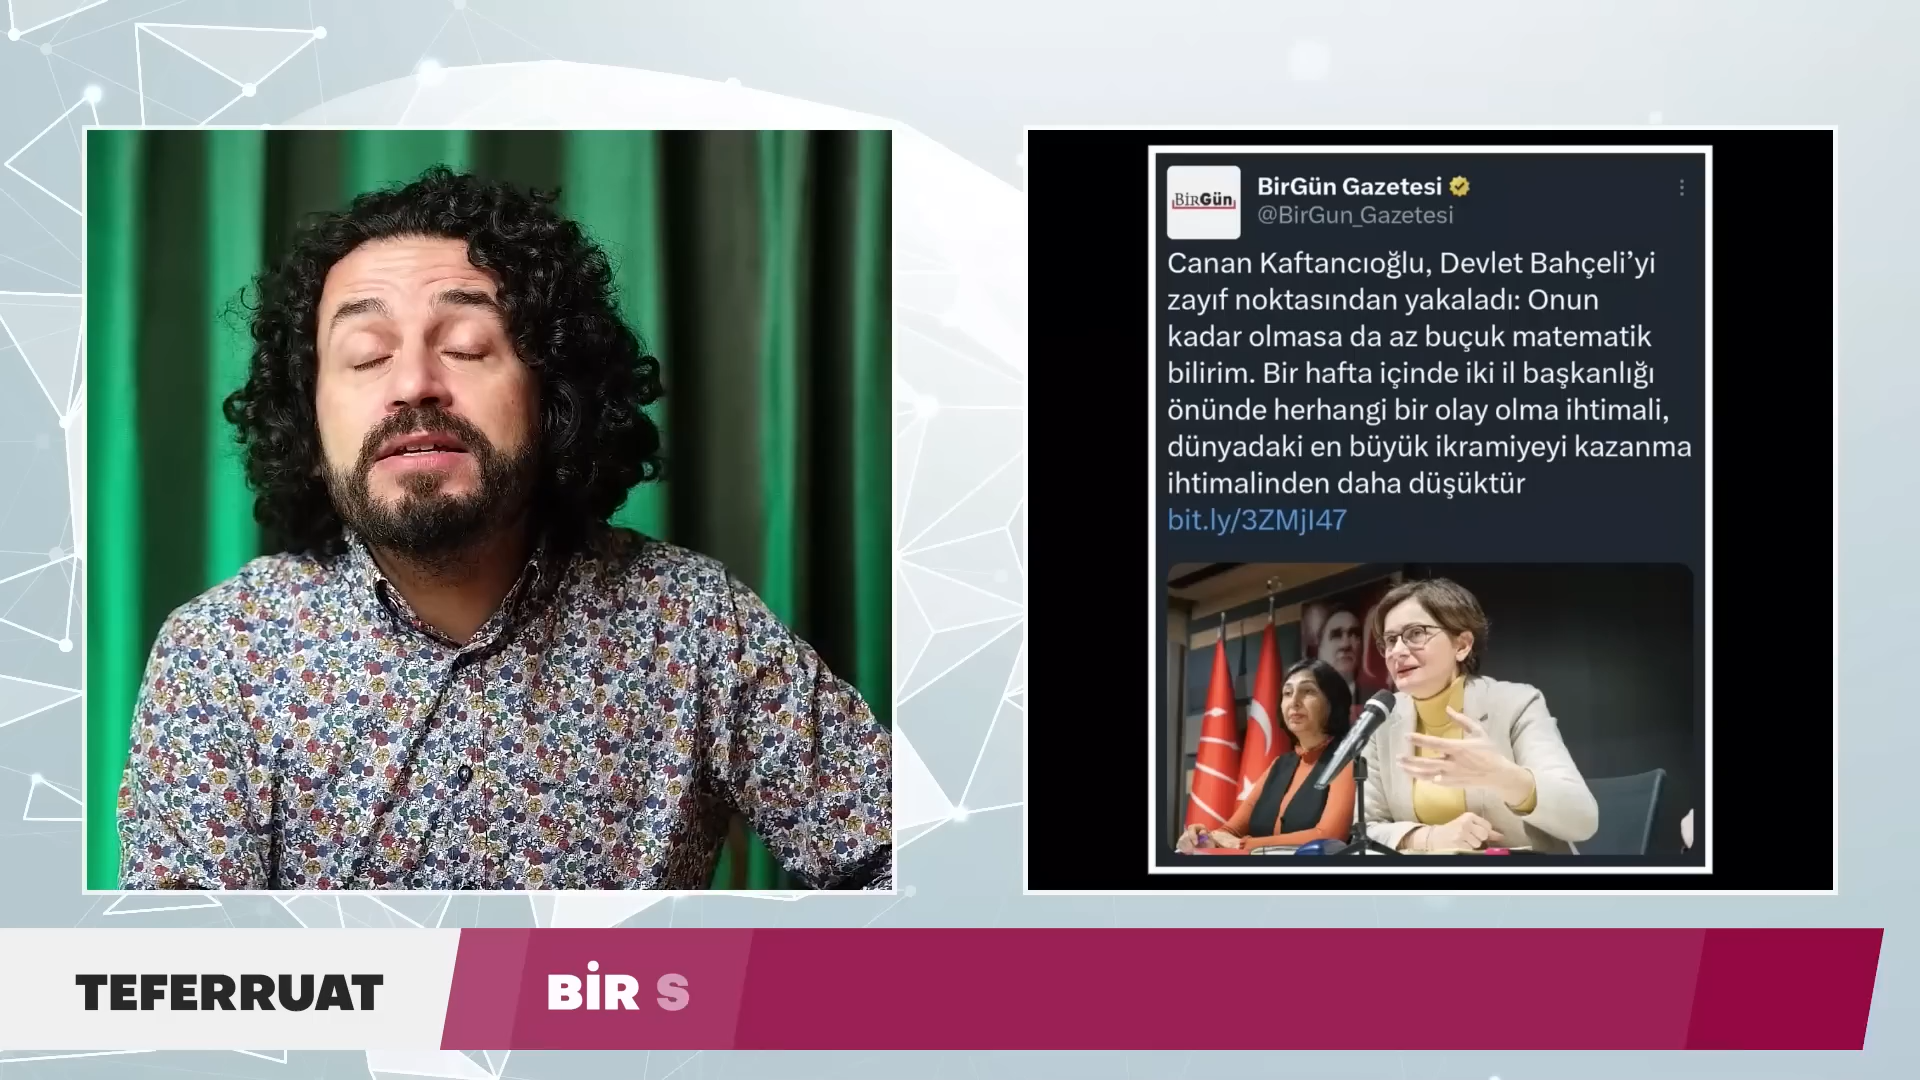 BİRGün
BirGün Gazetesi
@BirGun_Gazetesi
Canan Kaftancıoğlu, Devlet Bahçeli’yi
zayıf noktasından yakaladı: Onun
kadar olmasa da az buçuk matematik
bilirim. Bir hafta içinde iki il başkanlığı
önünde herhangi bir olay olma ihtimali,
dünyadaki en büyük ikramiyeyi kazanma
ihtimalinden daha düşüktür
bit.ly/3ZMjI47
TEFERRUAT
BİR S